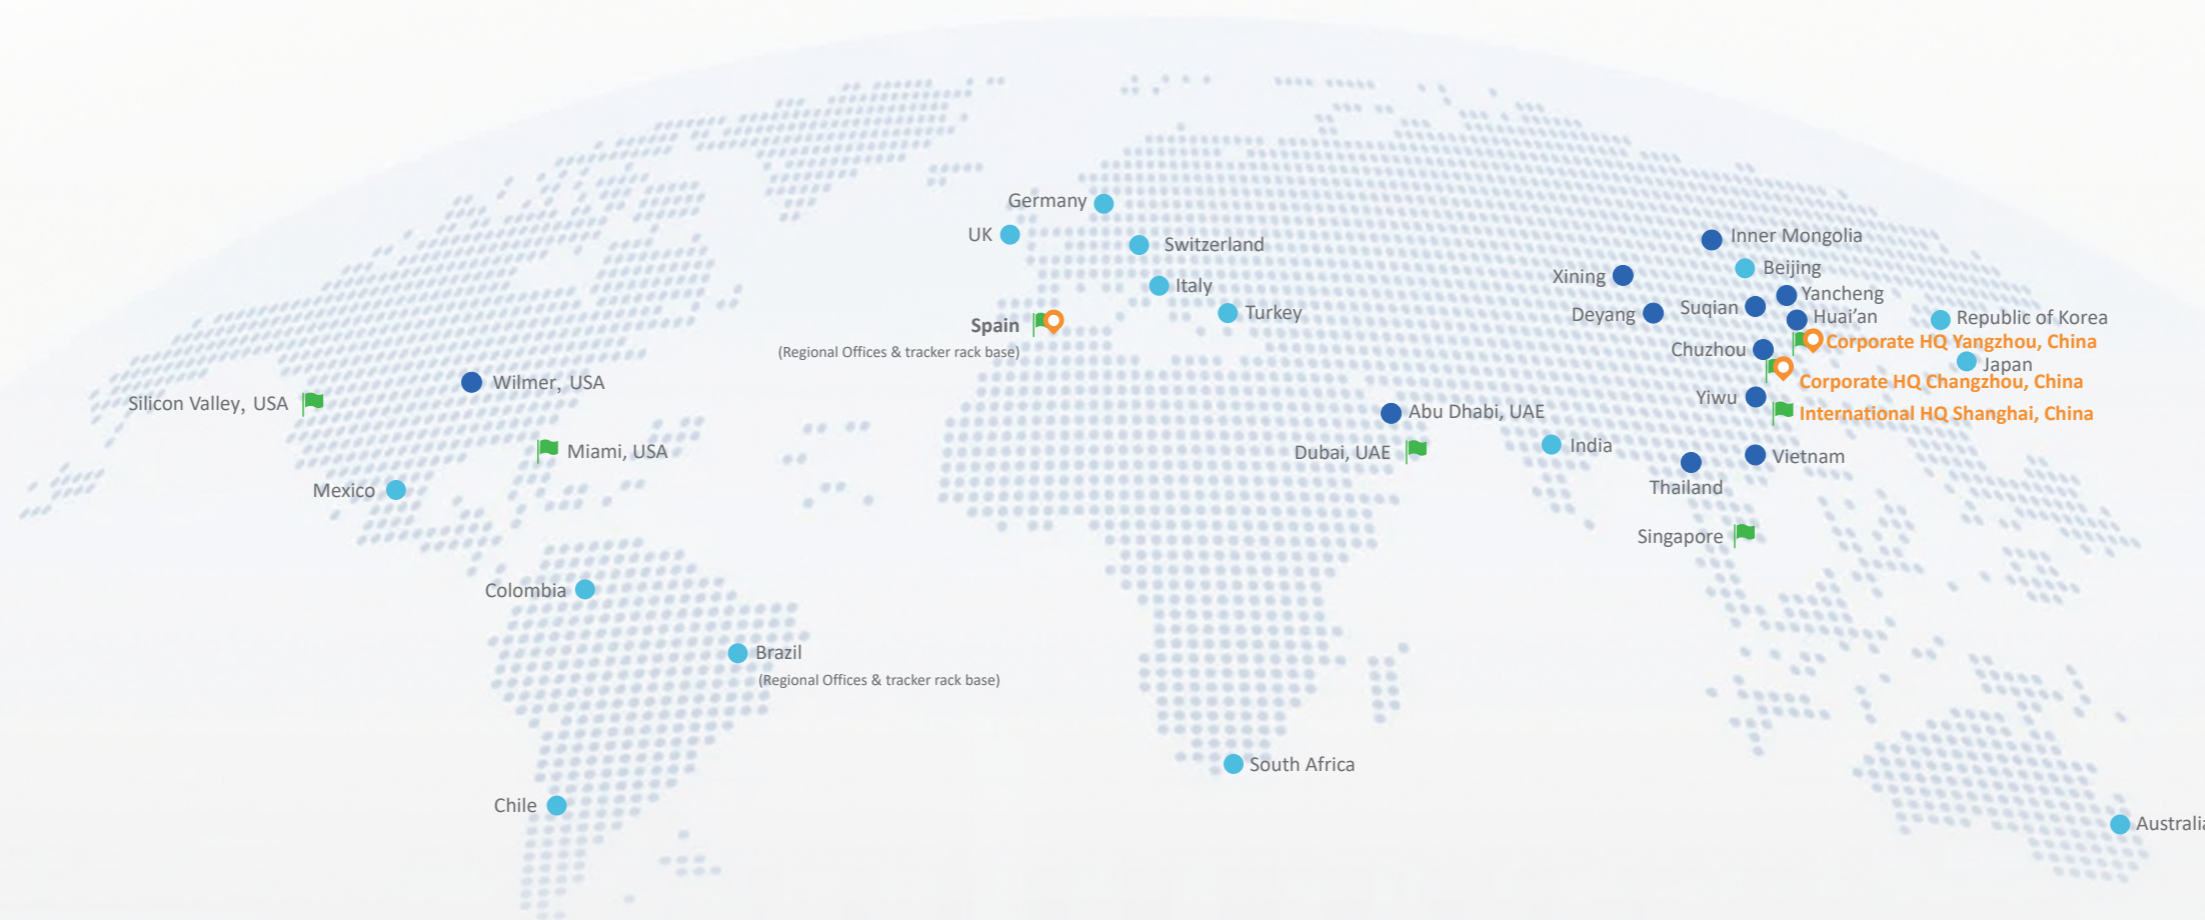 Germany
UK
Switzerland
Inner Mongolia
Beijing
Xining
Italy
Yancheng
Suqian
Turkey
Deyang
Huai'an
Republic of Korea
Spain
(Regional Offices & tracker rack base)
Corporate HQ Yangzhou, China
Chuzhou
Japan
Corporate HQ Changzhou, China
Wilmer, USA
Silicon Valley, USA
Yiwu
Abu Dhabi, UAE
International HQ Shanghai, China
Miami, USA
Dubai, UAE
India
Vietnam
Mexico
Thailand
Singapore
Colombia
Brazil
(Regional Offices & tracker rack base)
South Africa
Chile
Australia